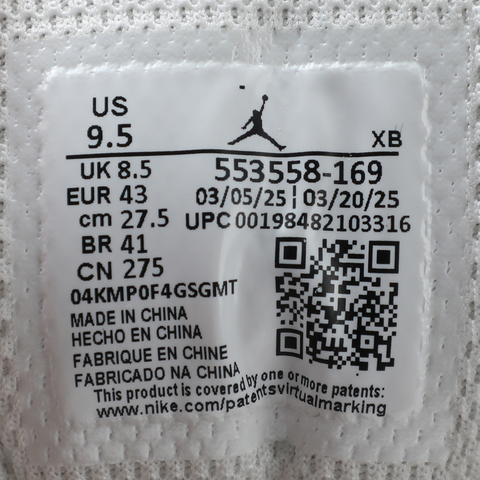 US
9.5
XB
UK 8.5
553558-169
EUR 43
03/05/25 | 03/20/25
cm 27.5
UPC 00198482103316
BR 41
CN 275
04KMP0F4GSGMT
MADE IN CHINA
HECHO EN CHINA
FABRIQUE EN CHINE
FABRICADO NA CHINA
This product is covered by one or more patents:
www.nike.com/patentsvirtualmarking